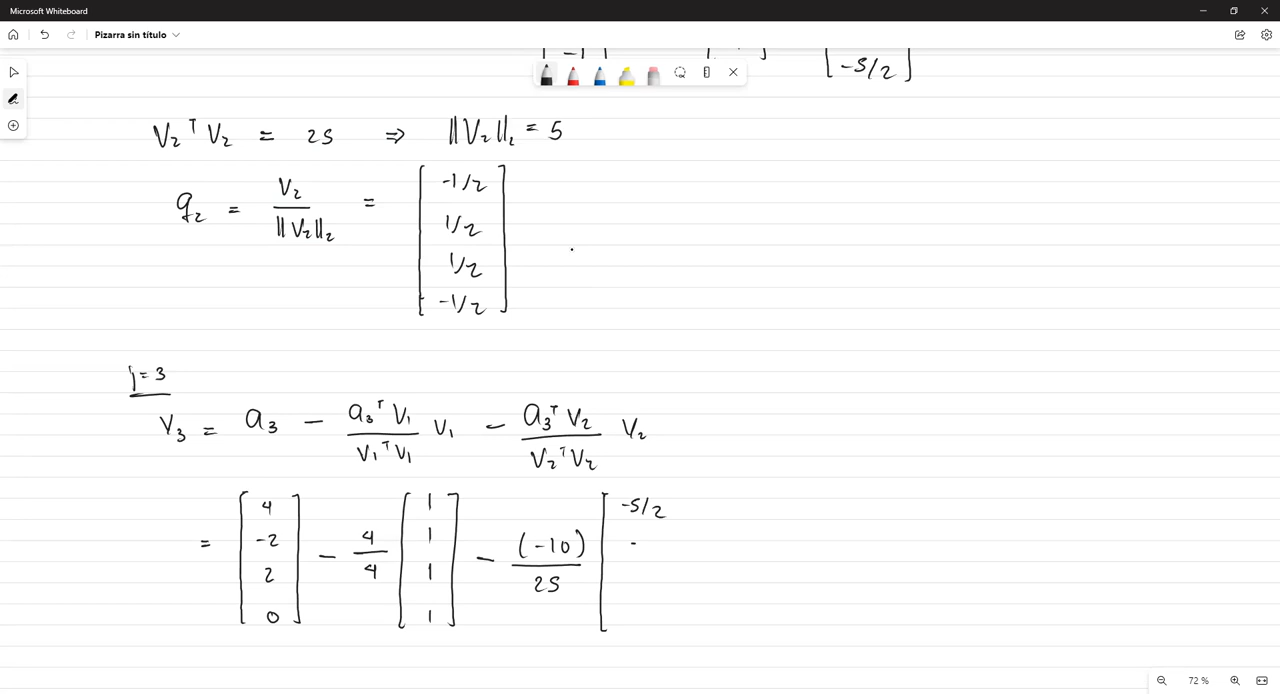 Microsoft Whiteboard
Pizarra sin título
-1
-5/2
V₂ᵀ V₂ = 25 ⇒ ||V₂||₂ = 5
q₂ = V₂ / ||V₂||₂ = [ -1/2
1/2
1/2
-1/2 ]
j=3
V₃ = a₃ - (a₃ᵀ V₁ / V₁ᵀ V₁) V₁ - (a₃ᵀ V₂ / V₂ᵀ V₂) V₂
= [ 4 -2 2 0 ] - 4/4 [ 1 1 1 1 ] - (-10)/25 [ -5/2 -
72 %